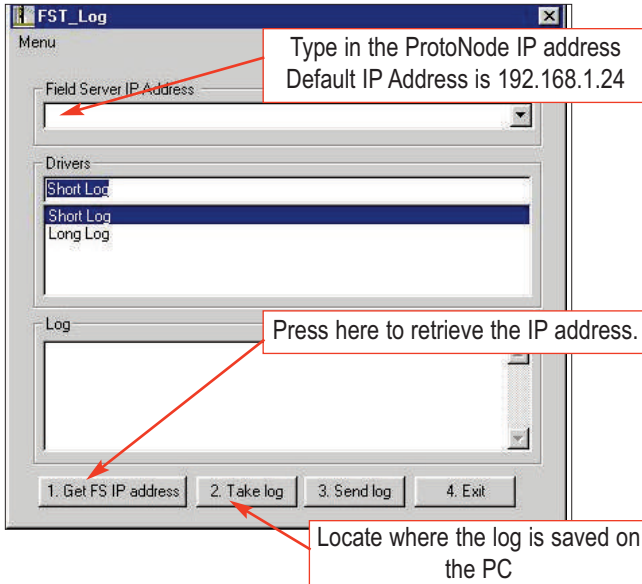 FST_Log
Menu
Type in the ProtoNode IP address
Default IP Address is 192.168.1.24
Field Server IP Address
Drivers
Short Log
Short Log
Long Log
Log
Press here to retrieve the IP address.
1. Get FS IP address
2. Take log
3. Send log
4. Exit
Locate where the log is saved on
the PC